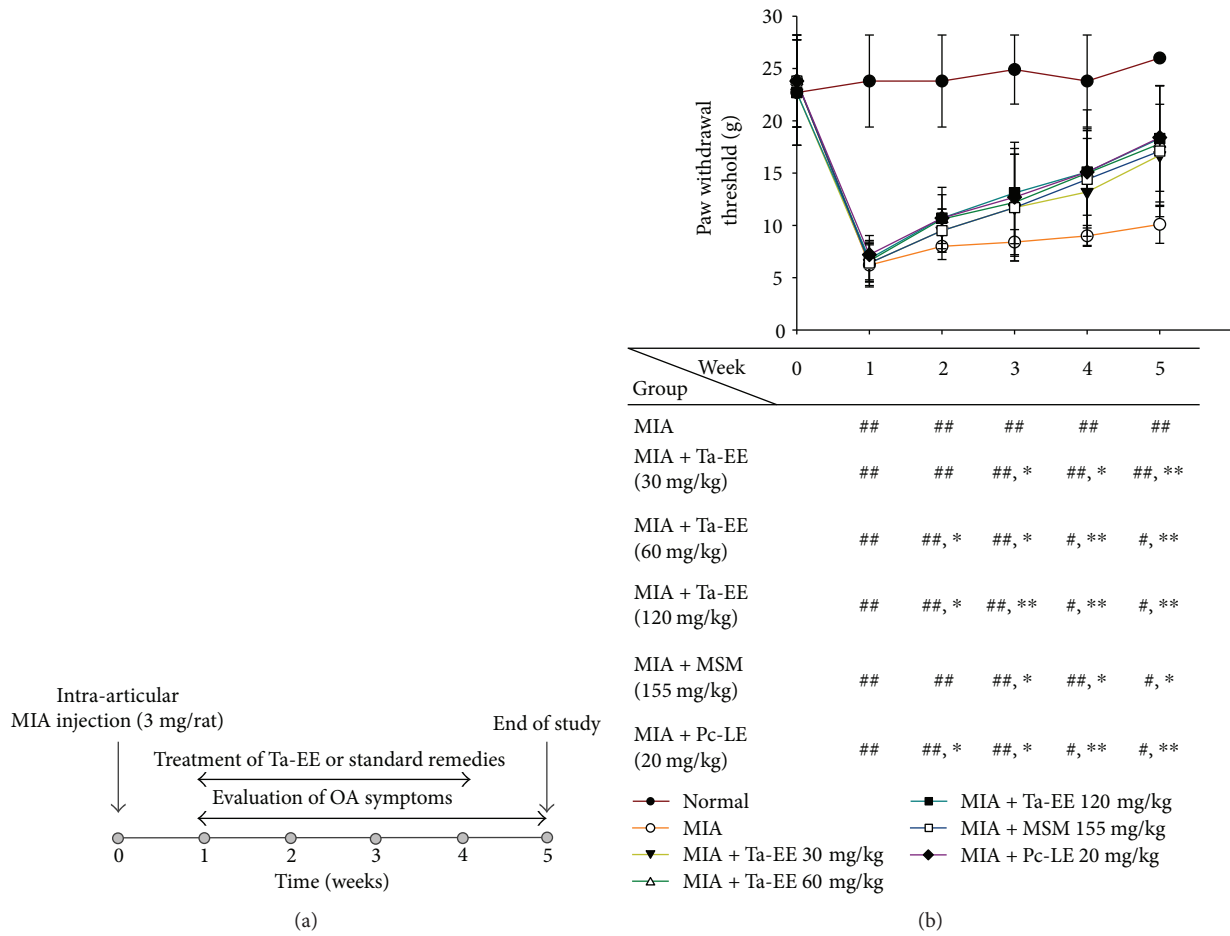 Intra-articular
MIA injection (3 mg/rat)
End of study
Treatment of Ta-EE or standard remedies
Evaluation of OA symptoms
0 1 2 3 4 5
Time (weeks)
(a)
30
25
20
15
10
5
0
Paw withdrawal
threshold (g)
Week 0 1 2 3 4 5
Group
MIA ## ## ## ## ##
MIA + Ta-EE
(30 mg/kg) ## ## ##, * ##, * ##, **
MIA + Ta-EE
(60 mg/kg) ## ##, * ##, * #, ** #, **
MIA + Ta-EE
(120 mg/kg) ## ##, * ##, ** #, ** #, **
MIA + MSM
(155 mg/kg) ## ## ##, * ##, * #, *
MIA + Pc-LE
(20 mg/kg) ## ##, * ##, * #, ** #, **
Normal
MIA
MIA + Ta-EE 30 mg/kg
MIA + Ta-EE 60 mg/kg
MIA + Ta-EE 120 mg/kg
MIA + MSM 155 mg/kg
MIA + Pc-LE 20 mg/kg
(b)